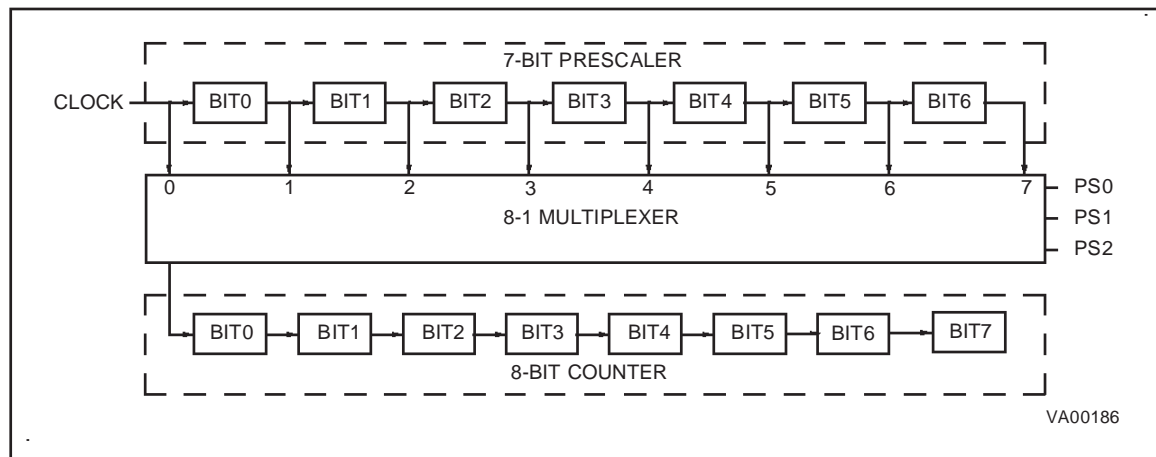 7-BIT PRESCALER
CLOCK BIT0 BIT1 BIT2 BIT3 BIT4 BIT5 BIT6
0 1 2 3 4 5 6 7
PS0
8-1 MULTIPLEXER
PS1
PS2
BIT0 BIT1 BIT2 BIT3 BIT4 BIT5 BIT6 BIT7
8-BIT COUNTER
VA00186